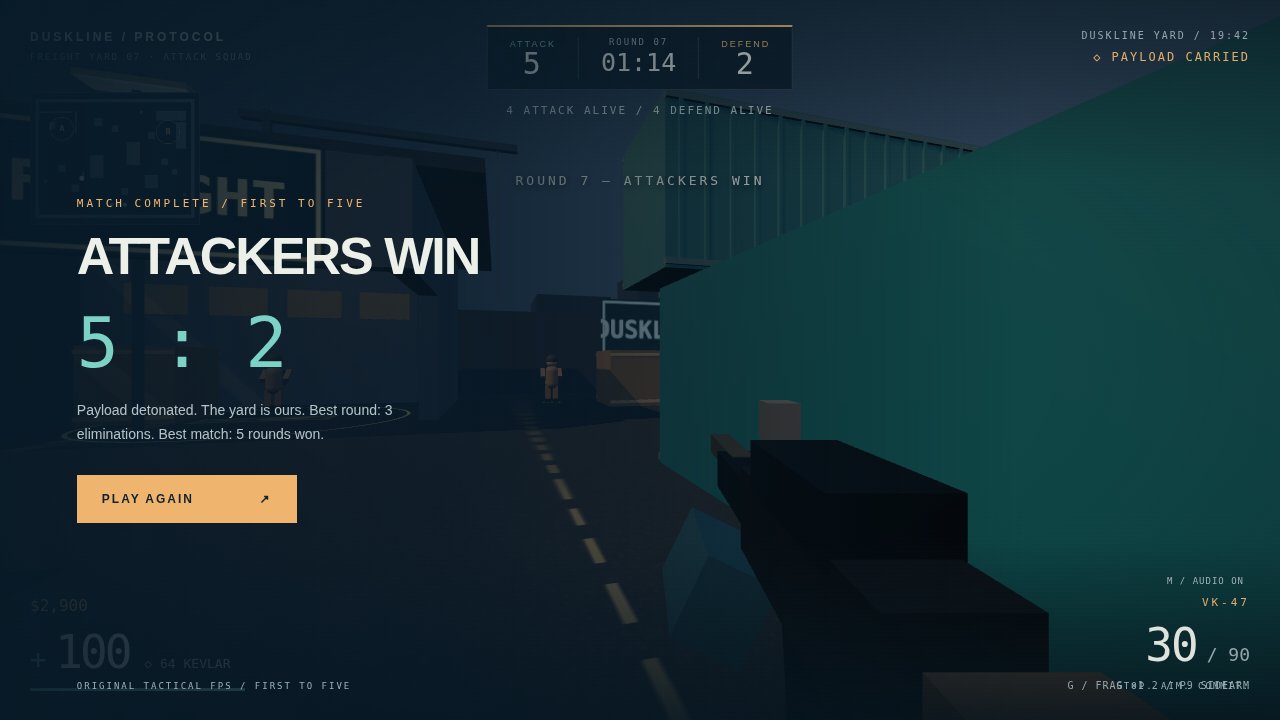 DUSKLINE / PROTOCOL
FREIGHT YARD 07 · ATTACK SQUAD
ATTACK
5
ROUND 07
01:14
DEFEND
2
DUSKLINE YARD / 19:42
◇ PAYLOAD CARRIED
4 ATTACK ALIVE / 4 DEFEND ALIVE
A
B
ROUND 7 — ATTACKERS WIN
MATCH COMPLETE / FIRST TO FIVE
ATTACKERS WIN
5 : 2
Payload detonated. The yard is ours. Best round: 3
eliminations. Best match: 5 rounds won.
PLAY AGAIN ↗
$2,900
+ 100 ◇ 64 KEVLAR
ORIGINAL TACTICAL FPS / FIRST TO FIVE
M / AUDIO ON
VK-47
30 / 90
G / FRAG